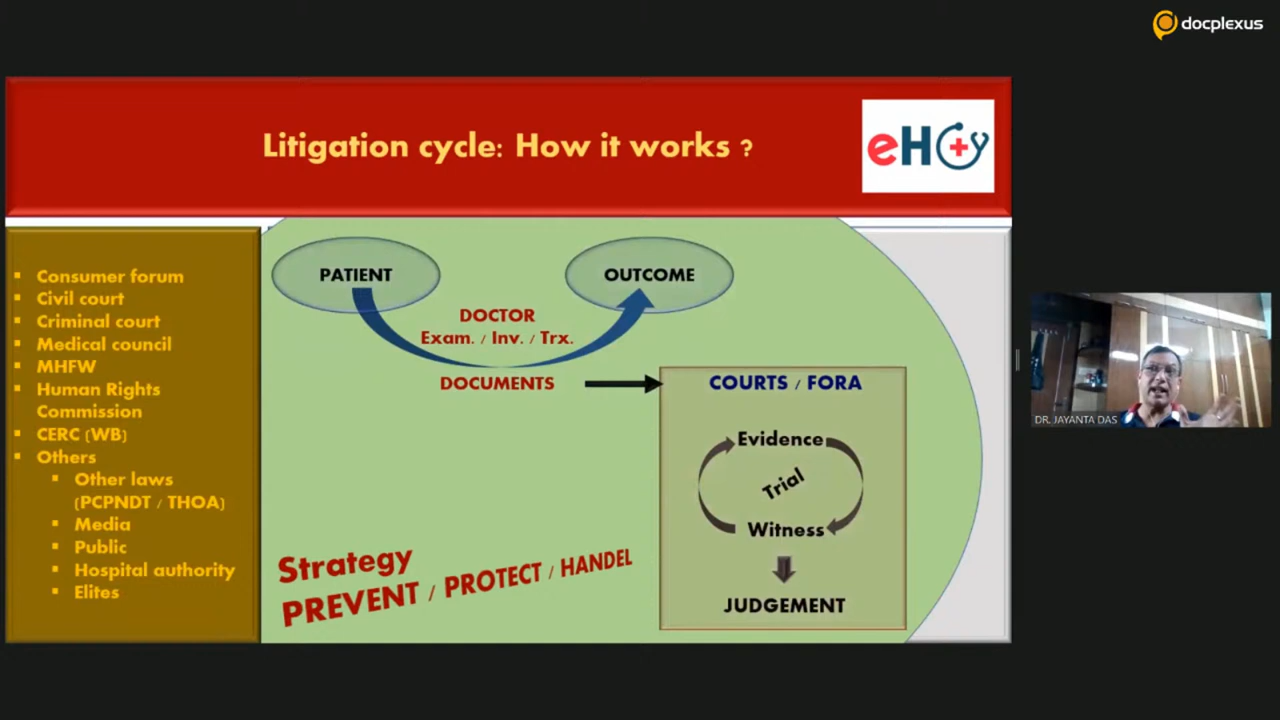 docplexus
Litigation cycle: How it works ?
eH
Consumer forum
Civil court
Criminal court
Medical council
MHFW
Human Rights
Commission
CERC (WB)
Others
Other laws
(PCPNDT / THOA)
Media
Public
Hospital authority
Elites
PATIENT
OUTCOME
DOCTOR
Exam. / Inv. / Trx.
DOCUMENTS
COURTS / FORA
Evidence
Trial
Witness
JUDGEMENT
Strategy
PREVENT / PROTECT / HANDEL
DR. JAYANTA DAS